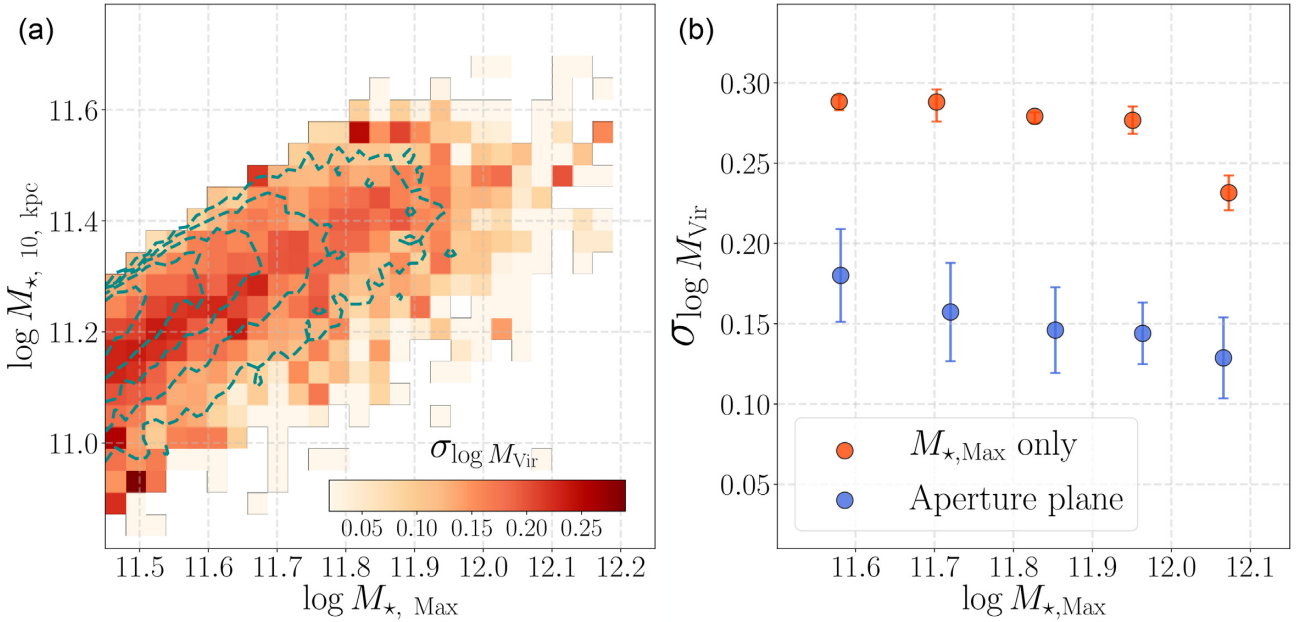 (a)
log M⋆, 10, kpc
11.6
11.4
11.2
11.0
σlog MVir
0.05 0.10 0.15 0.20 0.25
11.5 11.6 11.7 11.8 11.9 12.0 12.1 12.2
log M⋆, Max
(b)
σlog MVir
0.30
0.25
0.20
0.15
0.10
0.05
M⋆,Max only
Aperture plane
11.6 11.7 11.8 11.9 12.0 12.1
log M⋆,Max